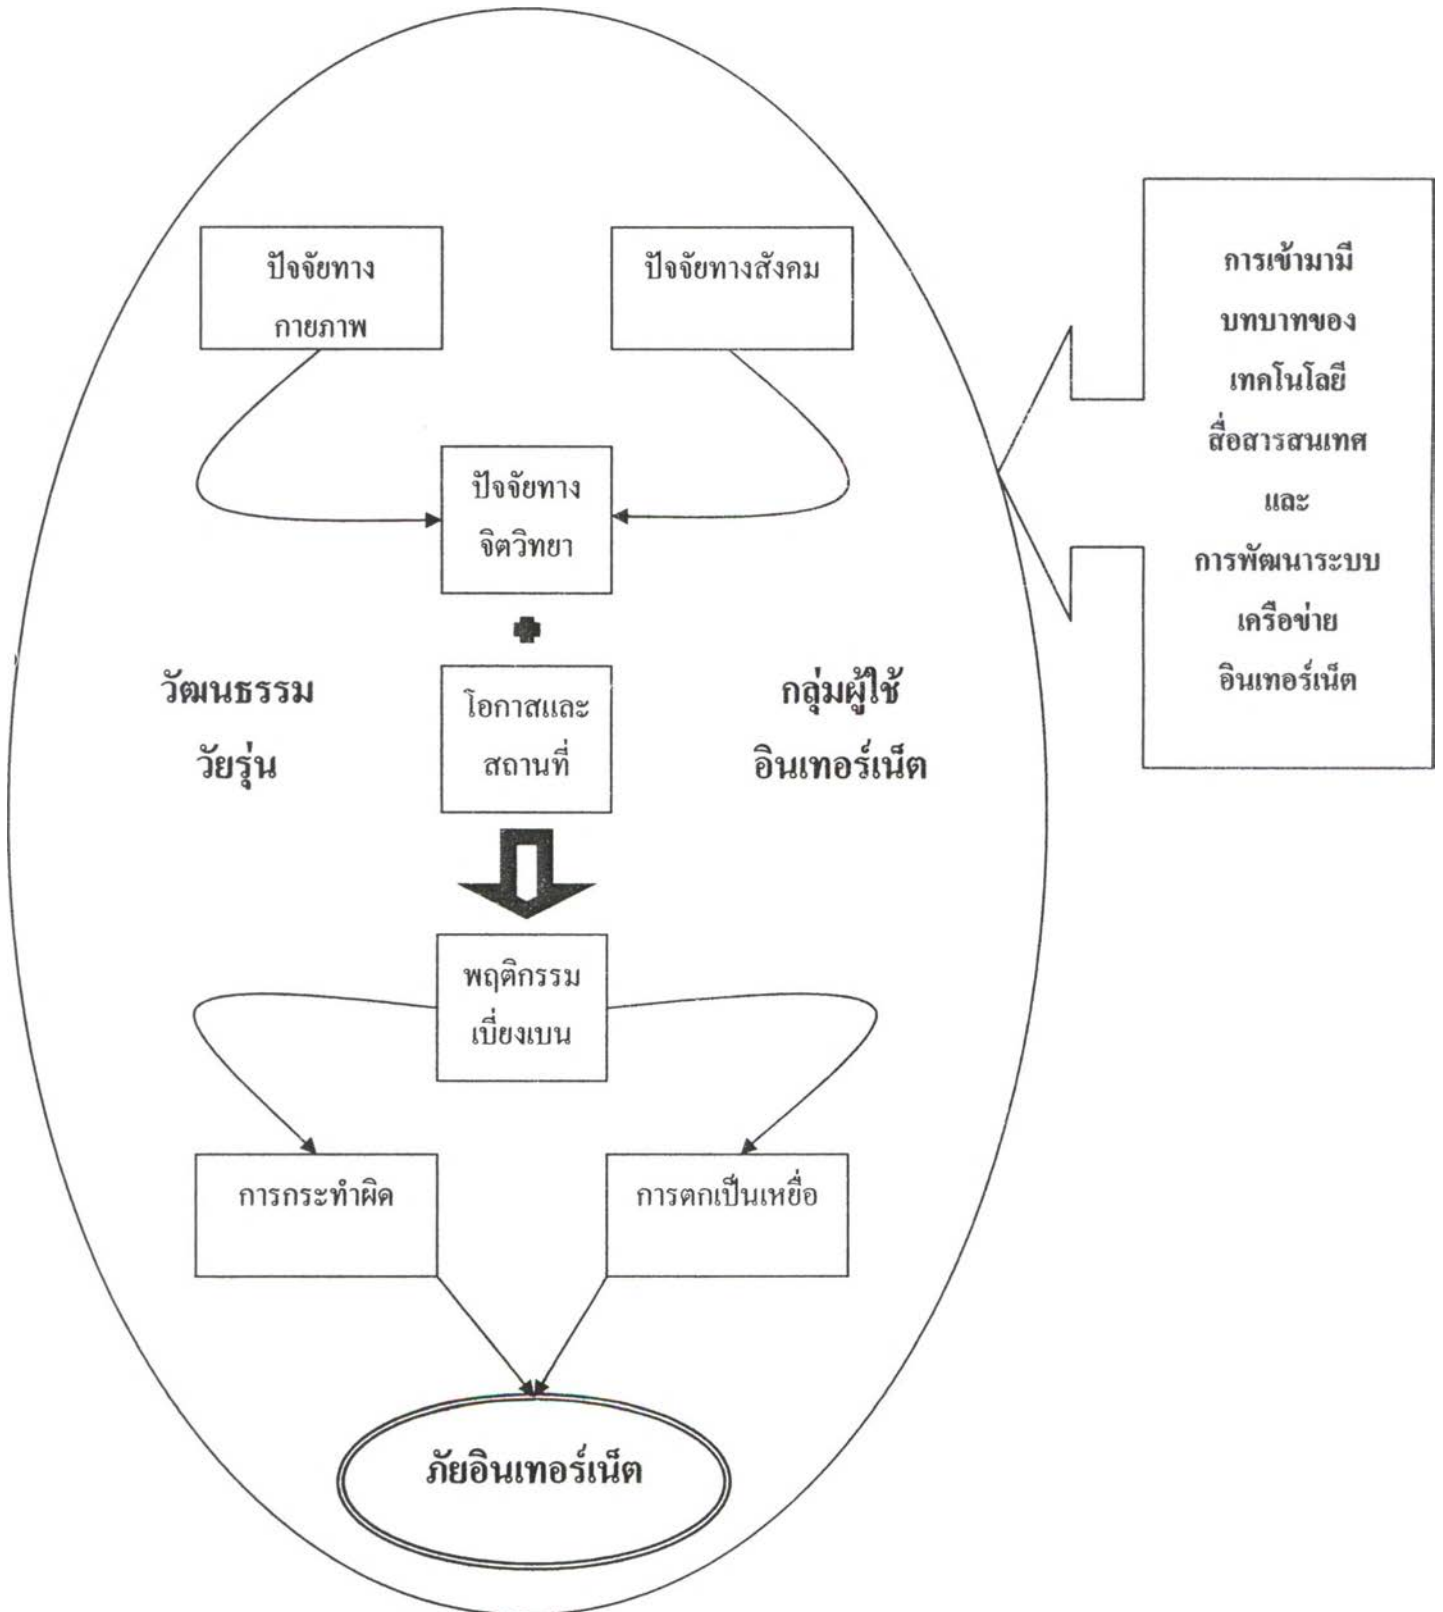 ปัจจัยทาง
กายภาพ
ปัจจัยทางสังคม
การเข้ามามี
บทบาทของ
เทคโนโลยี
สื่อสารสนเทศ
และ
การพัฒนาระบบ
เครือข่าย
อินเทอร์เน็ต
ปัจจัยทาง
จิตวิทยา
วัฒนธรรม
วัยรุ่น
โอกาสและ
สถานที่
กลุ่มผู้ใช้
อินเทอร์เน็ต
พฤติกรรม
เบี่ยงเบน
การกระทำผิด
การตกเป็นเหยื่อ
ภัยอินเทอร์เน็ต